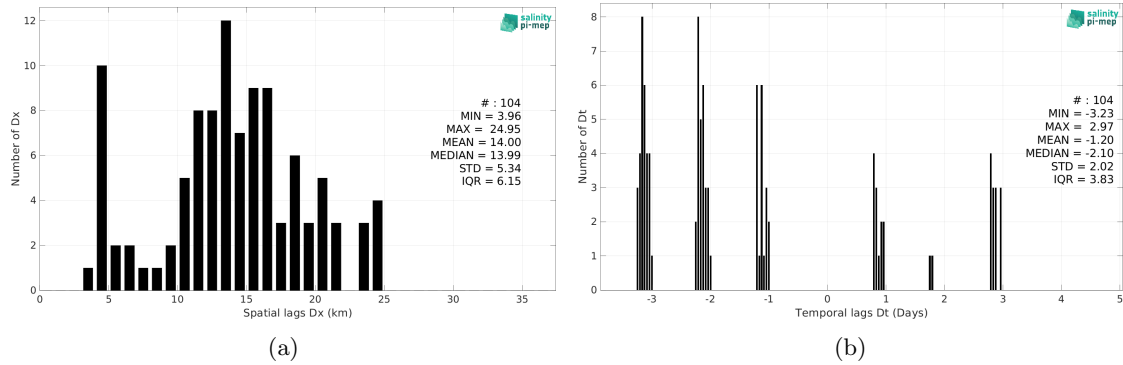 12
10
8
6
4
2
0
Number of Dx
0 5 10 15 20 25 30 35
Spatial lags Dx (km)
salinity
pi-mep
# : 104
MIN = 3.96
MAX = 24.95
MEAN = 14.00
MEDIAN = 13.99
STD = 5.34
IQR = 6.15
(a)
8
7
6
5
4
3
2
1
0
Number of Dt
-3 -2 -1 0 1 2 3 4 5
Temporal lags Dt (Days)
salinity
pi-mep
# : 104
MIN = -3.23
MAX = 2.97
MEAN = -1.20
MEDIAN = -2.10
STD = 2.02
IQR = 3.83
(b)